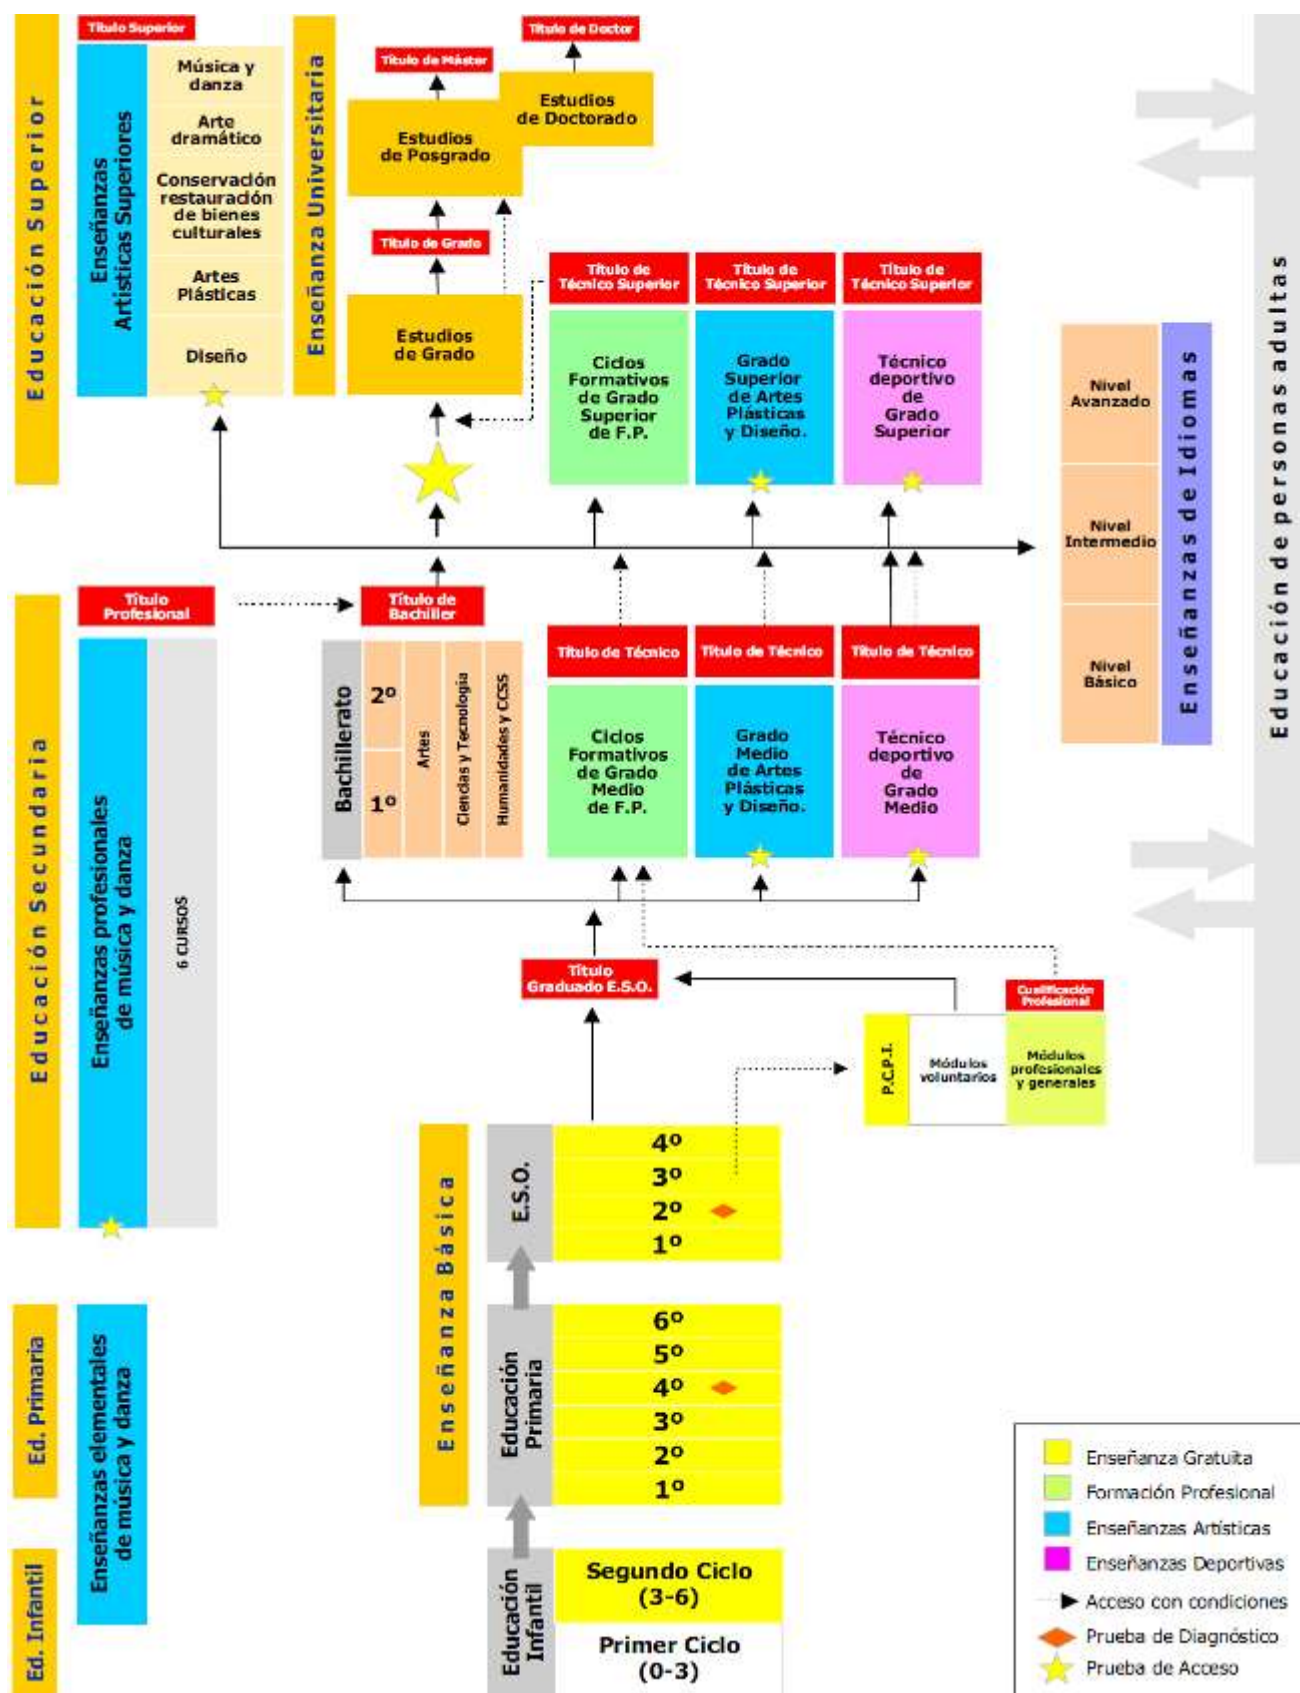 Educación Superior
Título Superior
Enseñanzas
Artísticas Superiores
Música y
danza
Arte
dramático
Conservación
restauración
de bienes
culturales
Artes
Plásticas
Diseño
Enseñanza Universitaria
Título de Doctor
Título de Máster
Estudios
de Doctorado
Estudios
de Posgrado
Título de Grado
Estudios
de Grado
Título de
Técnico Superior
Título de
Técnico Superior
Título de
Técnico Superior
Ciclos
Formativos
de Grado
Superior
de F.P.
Grado
Superior
de Artes
Plásticas
y Diseño.
Técnico
deportivo
de
Grado
Superior
Nivel
Avanzado
Nivel
Intermedio
Nivel
Básico
Enseñanzas de Idiomas
Educación de personas adultas
Educación Secundaria
Título
Profesional
Enseñanzas profesionales
de música y danza
6 CURSOS
Título de
Bachiller
Bachillerato
2º
1º
Artes
Ciencias y Tecnología
Humanidades y CCSS
Título de Técnico
Título de Técnico
Título de Técnico
Ciclos
Formativos
de Grado
Medio
de F.P.
Grado
Medio
de Artes
Plásticas
y Diseño.
Técnico
deportivo
de
Grado
Medio
Título
Graduado E.S.O.
Cualificación
Profesional
P.C.P.I.
Módulos
voluntarios
Módulos
profesionales
y generales
Enseñanza Básica
E.S.O.
4º
3º
2º
1º
Ed. Primaria
Enseñanzas elementales
de música y danza
Educación
Primaria
6º
5º
4º
3º
2º
1º
Ed. Infantil
Educación
Infantil
Segundo Ciclo
(3-6)
Primer Ciclo
(0-3)
Enseñanza Gratuita
Formación Profesional
Enseñanzas Artísticas
Enseñanzas Deportivas
Acceso con condiciones
Prueba de Diagnóstico
Prueba de Acceso